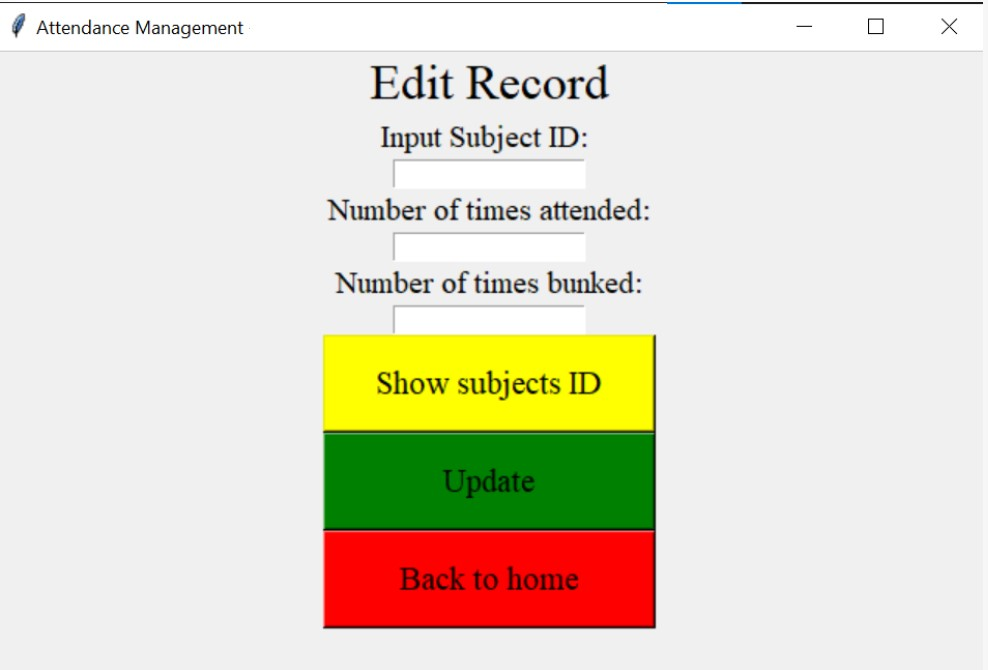 Attendance Management
Edit Record
Input Subject ID:
Number of times attended:
Number of times bunked:
Show subjects ID
Update
Back to home